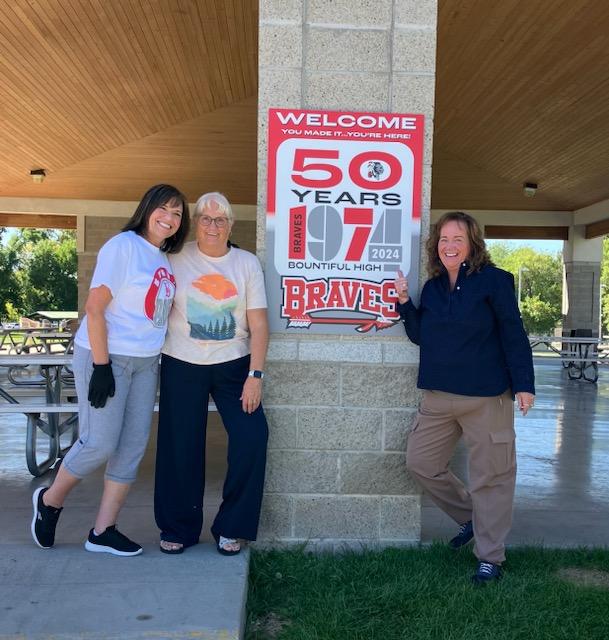 WELCOME
YOU MADE IT...YOU'RE HERE!
50
YEARS
BRAVES
1974
2024
BOUNTIFUL HIGH
BRAVES